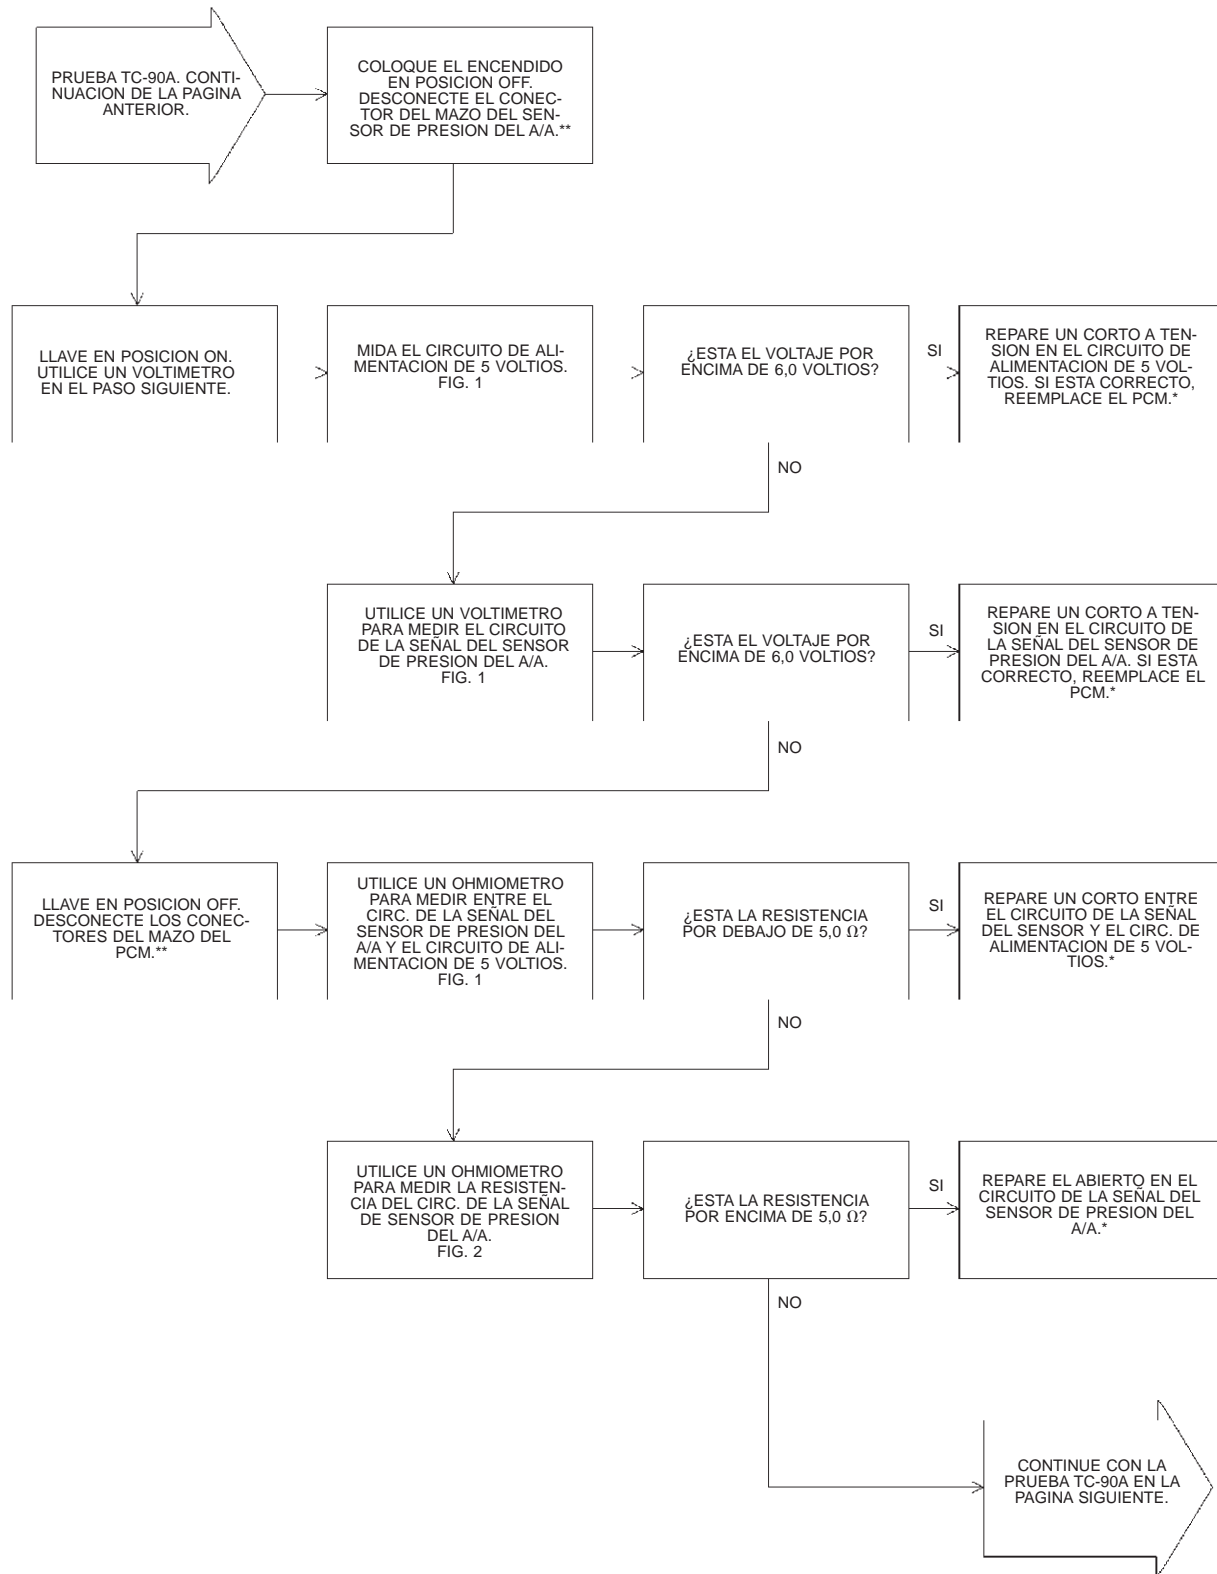 PRUEBA TC-90A. CONTI-
NUACION DE LA PAGINA
ANTERIOR.
COLOQUE EL ENCENDIDO
EN POSICION OFF.
DESCONECTE EL CONEC-
TOR DEL MAZO DEL SEN-
SOR DE PRESION DEL A/A.**
LLAVE EN POSICION ON.
UTILICE UN VOLTIMETRO
EN EL PASO SIGUIENTE.
MIDA EL CIRCUITO DE ALI-
MENTACION DE 5 VOLTIOS.
FIG. 1
¿ESTA EL VOLTAJE POR
ENCIMA DE 6,0 VOLTIOS?
SI
REPARE UN CORTO A TEN-
SION EN EL CIRCUITO DE
ALIMENTACION DE 5 VOL-
TIOS. SI ESTA CORRECTO,
REEMPLACE EL PCM.*
NO
UTILICE UN VOLTIMETRO
PARA MEDIR EL CIRCUITO
DE LA SEÑAL DEL SENSOR
DE PRESION DEL A/A.
FIG. 1
¿ESTA EL VOLTAJE POR
ENCIMA DE 6,0 VOLTIOS?
SI
REPARE UN CORTO A TEN-
SION EN EL CIRCUITO DE
LA SEÑAL DEL SENSOR DE
PRESION DEL A/A. SI ESTA
CORRECTO, REEMPLACE EL
PCM.*
NO
LLAVE EN POSICION OFF.
DESCONECTE LOS CONEC-
TORES DEL MAZO DEL
PCM.**
UTILICE UN OHMIOMETRO
PARA MEDIR ENTRE EL
CIRC. DE LA SEÑAL DEL
SENSOR DE PRESION DEL
A/A Y EL CIRCUITO DE ALI-
MENTACION DE 5 VOLTIOS.
FIG. 1
¿ESTA LA RESISTENCIA
POR DEBAJO DE 5,0 Ω?
SI
REPARE UN CORTO ENTRE
EL CIRCUITO DE LA SEÑAL
DEL SENSOR Y EL CIRC. DE
ALIMENTACION DE 5 VOL-
TIOS.*
NO
UTILICE UN OHMIOMETRO
PARA MEDIR LA RESISTEN-
CIA DEL CIRC. DE LA SEÑAL
DE SENSOR DE PRESION
DEL A/A.
FIG. 2
¿ESTA LA RESISTENCIA
POR ENCIMA DE 5,0 Ω?
SI
REPARE EL ABIERTO EN EL
CIRCUITO DE LA SEÑAL DEL
SENSOR DE PRESION DEL
A/A.*
NO
CONTINUE CON LA
PRUEBA TC-90A EN LA
PAGINA SIGUIENTE.